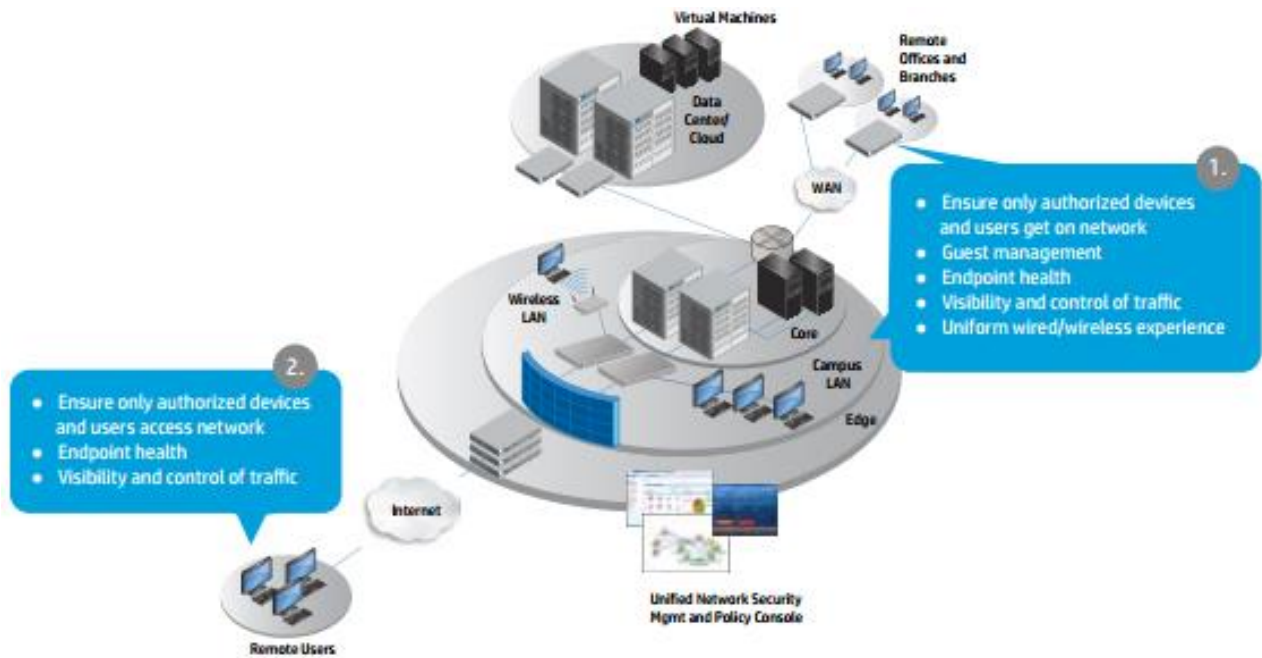 Virtual Machines
Remote
Offices and
Branches
Data
Center/
Cloud
WAN
1.
● Ensure only authorized devices
and users get on network
● Guest management
● Endpoint health
● Visibility and control of traffic
● Uniform wired/wireless experience
Wireless
LAN
Core
Campus
LAN
Edge
2.
● Ensure only authorized devices
and users access network
● Endpoint health
● Visibility and control of traffic
Internet
Unified Network Security
Mgmt and Policy Console
Remote Users